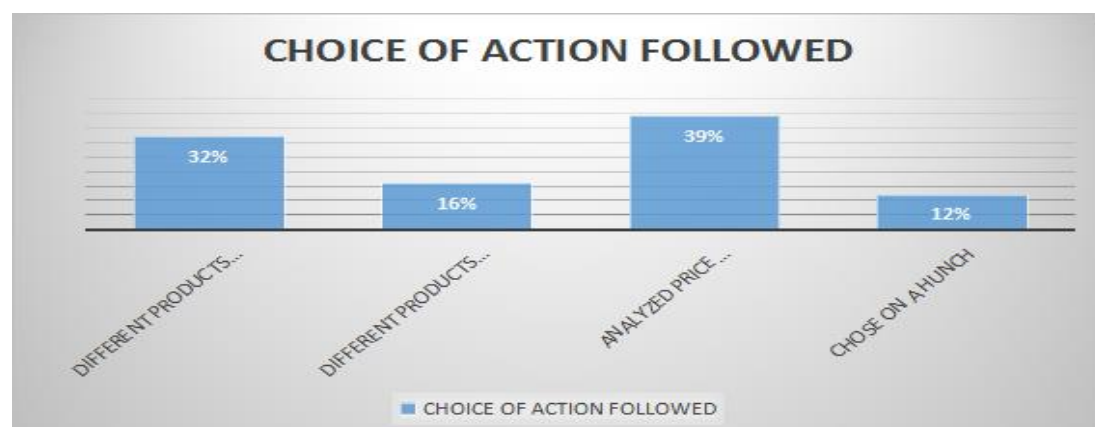 CHOICE OF ACTION FOLLOWED
32%
16%
39%
12%
DIFFERENT PRODUCTS...
DIFFERENT PRODUCTS...
ANALYZED PRICE ...
CHOSE ON A HUNCH
CHOICE OF ACTION FOLLOWED